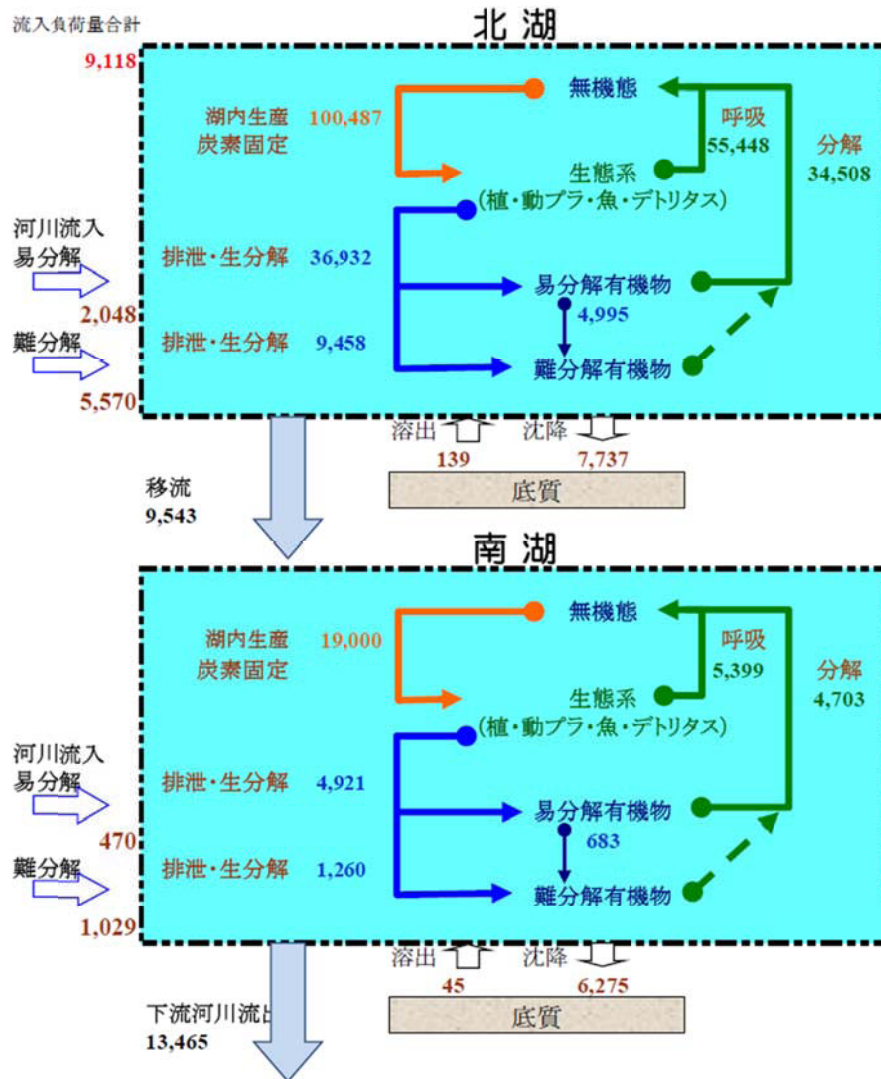 流入負荷量合計
北 湖
9,118
無機態
湖内生産 100,487
炭素固定
呼吸
55,448
分解
34,508
生態系
(植・動プラ・魚・デトリタス)
河川流入
易分解
排泄・生分解 36,932
易分解有機物
2,048
4,995
難分解
排泄・生分解 9,458
難分解有機物
5,570
溶出
沈降
139
7,737
底質
移流
9,543
南 湖
無機態
湖内生産 19,000
炭素固定
呼吸
5,399
分解
4,703
生態系
(植・動プラ・魚・デトリタス)
河川流入
易分解
排泄・生分解 4,921
易分解有機物
470
683
難分解
排泄・生分解 1,260
難分解有機物
1,029
溶出
沈降
45
6,275
底質
下流河川流出
13,465